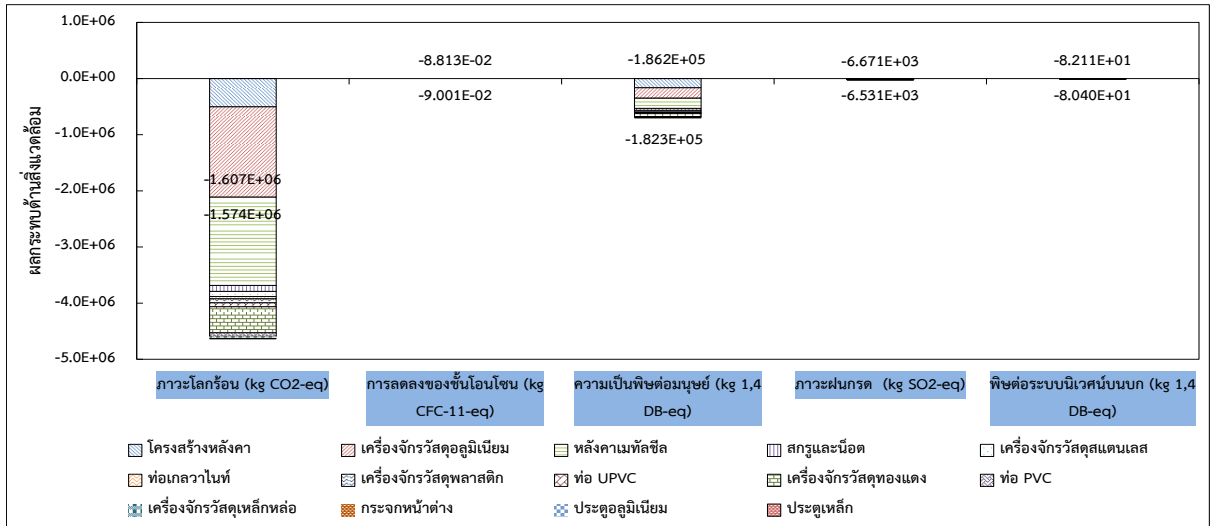 1.0E+06
0.0E+00
-1.0E+06
-2.0E+06
-3.0E+06
-4.0E+06
-5.0E+06
ผลกระทบด้านสิ่งแวดล้อม
-8.813E-02
-1.862E+05
-6.671E+03
-8.211E+01
-9.001E-02
-6.531E+03
-8.040E+01
-1.823E+05
-1.607E+06
-1.574E+06
ภาวะโลกร้อน (kg CO2-eq)
การลดลงของชั้นโอนโซน (kg
CFC-11-eq)
ความเป็นพิษต่อมนุษย์ (kg 1,4
DB-eq)
ภาวะฝนกรด (kg SO2-eq)
พิษต่อระบบนิเวศน์บนบก (kg 1,4
DB-eq)
โครงสร้างหลังคา
เครื่องจักรวัสดุอลูมิเนียม
หลังคาเมทัลชีล
สกรูและน็อต
เครื่องจักรวัสดุสแตนเลส
ท่อเกลวาไนท์
เครื่องจักรวัสดุพลาสติก
ท่อ UPVC
เครื่องจักรวัสดุทองแดง
ท่อ PVC
เครื่องจักรวัสดุเหล็กหล่อ
กระจกหน้าต่าง
ประตูอลูมิเนียม
ประตูเหล็ก